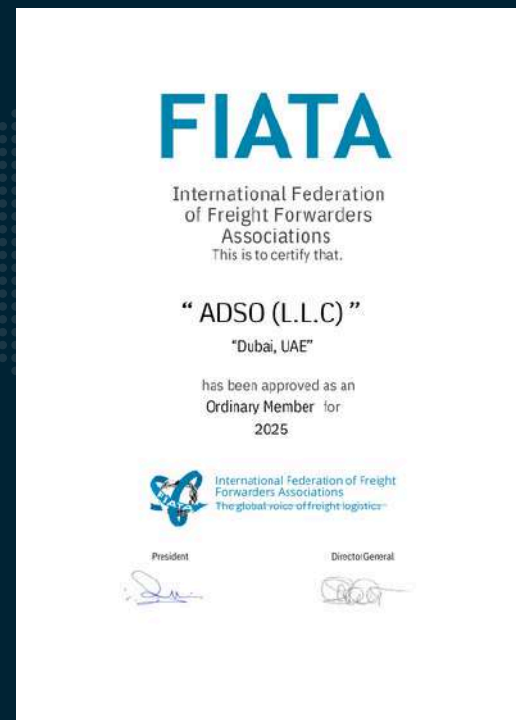 FIATA
International Federation
of Freight Forwarders
Associations
This is to certify that.
“ ADSO (L.L.C) ”
“Dubai, UAE”
has been approved as an
Ordinary Member for
2025
FIATA
International Federation of Freight
Forwarders Associations
The global voice of freight logistics
President
DirectorGeneral